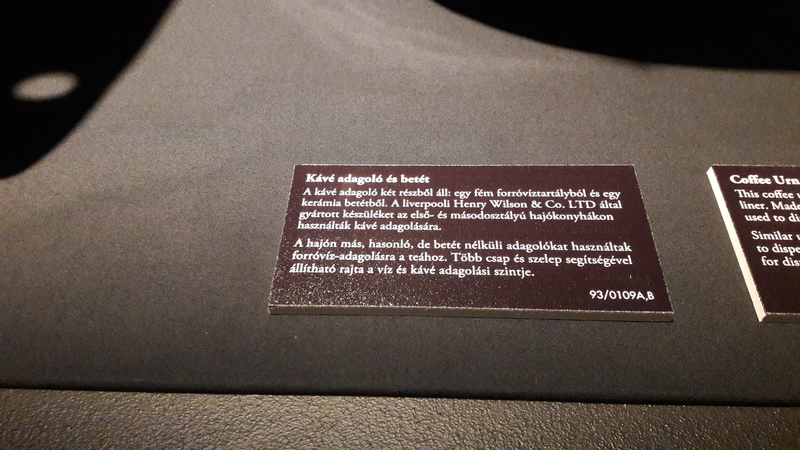 Kávé adagoló és betét
A kávé adagoló két részből áll: egy fém forróvíztartályból és egy
kerámia betétből. A liverpooli Henry Wilson & Co. LTD által
gyártott készüléket az első- és másodosztályú hajókonyhákon
használták kávé adagolására.
A hajón más, hasonló, de betét nélküli adagolókat használtak
forróvíz-adagolásra a teához. Több csap és szelep segítségével
állítható rajta a víz és kávé adagolási szintje.
93/0109A,B
Coffee Urn
This coffee
liner. Made
used to
Similar
to
for